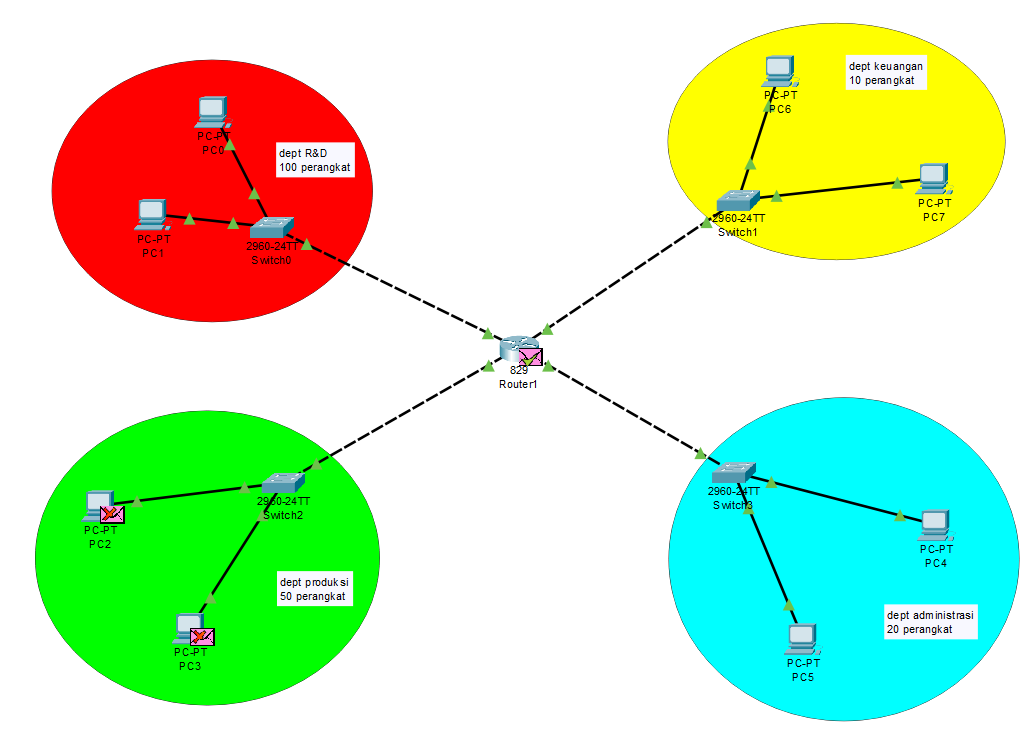 PC-PT
PC0
dept R&D
100 perangkat
PC-PT
PC1
2960-24TT
Switch0
dept keuangan
10 perangkat
PC-PT
PC6
PC-PT
PC7
2960-24TT
Switch1
829
Router1
2960-24TT
Switch2
PC-PT
PC2
dept produksi
50 perangkat
PC-PT
PC3
2960-24TT
Switch3
PC-PT
PC4
dept administrasi
20 perangkat
PC-PT
PC5